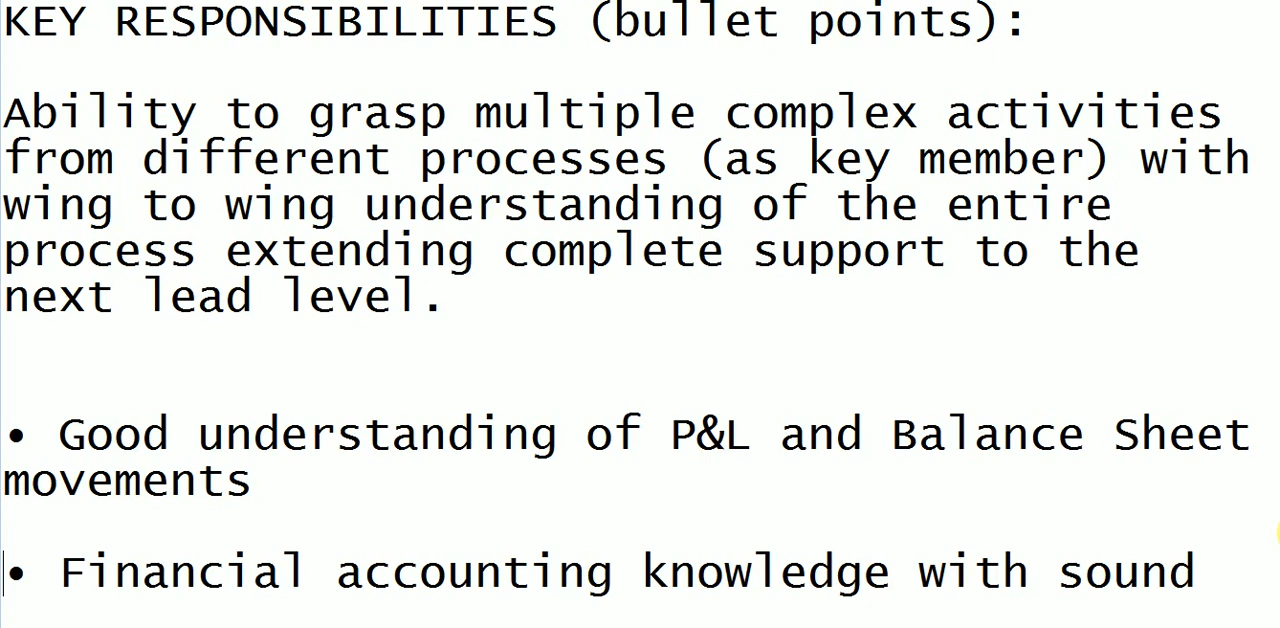 KEY RESPONSIBILITIES (bullet points):
Ability to grasp multiple complex activities
from different processes (as key member) with
wing to wing understanding of the entire
process extending complete support to the
next lead level.
• Good understanding of P&L and Balance Sheet
movements
• Financial accounting knowledge with sound